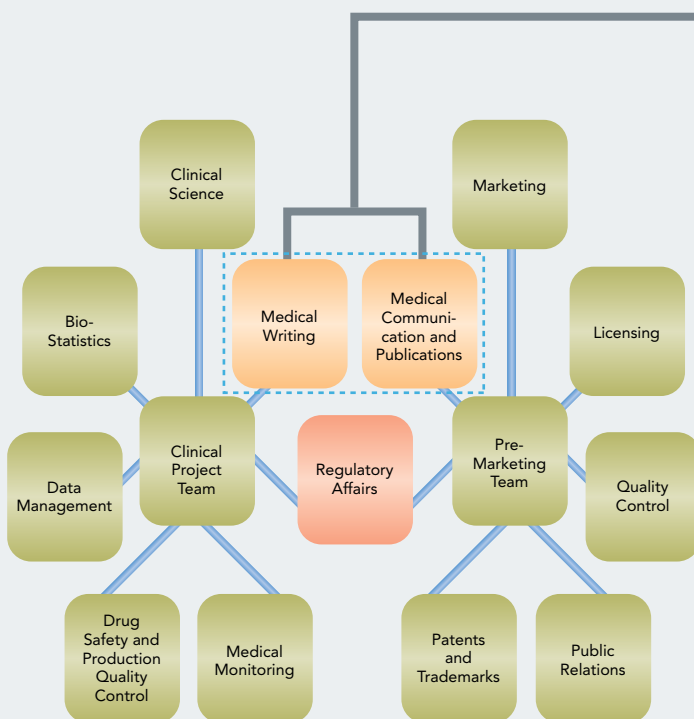 Clinical
Science
Marketing
Medical
Writing
Medical
Communi-
cation and
Publications
Bio-
Statistics
Licensing
Clinical
Project
Team
Regulatory
Affairs
Pre-
Marketing
Team
Data
Management
Quality
Control
Drug
Safety and
Production
Quality
Control
Medical
Monitoring
Patents
and
Trademarks
Public
Relations